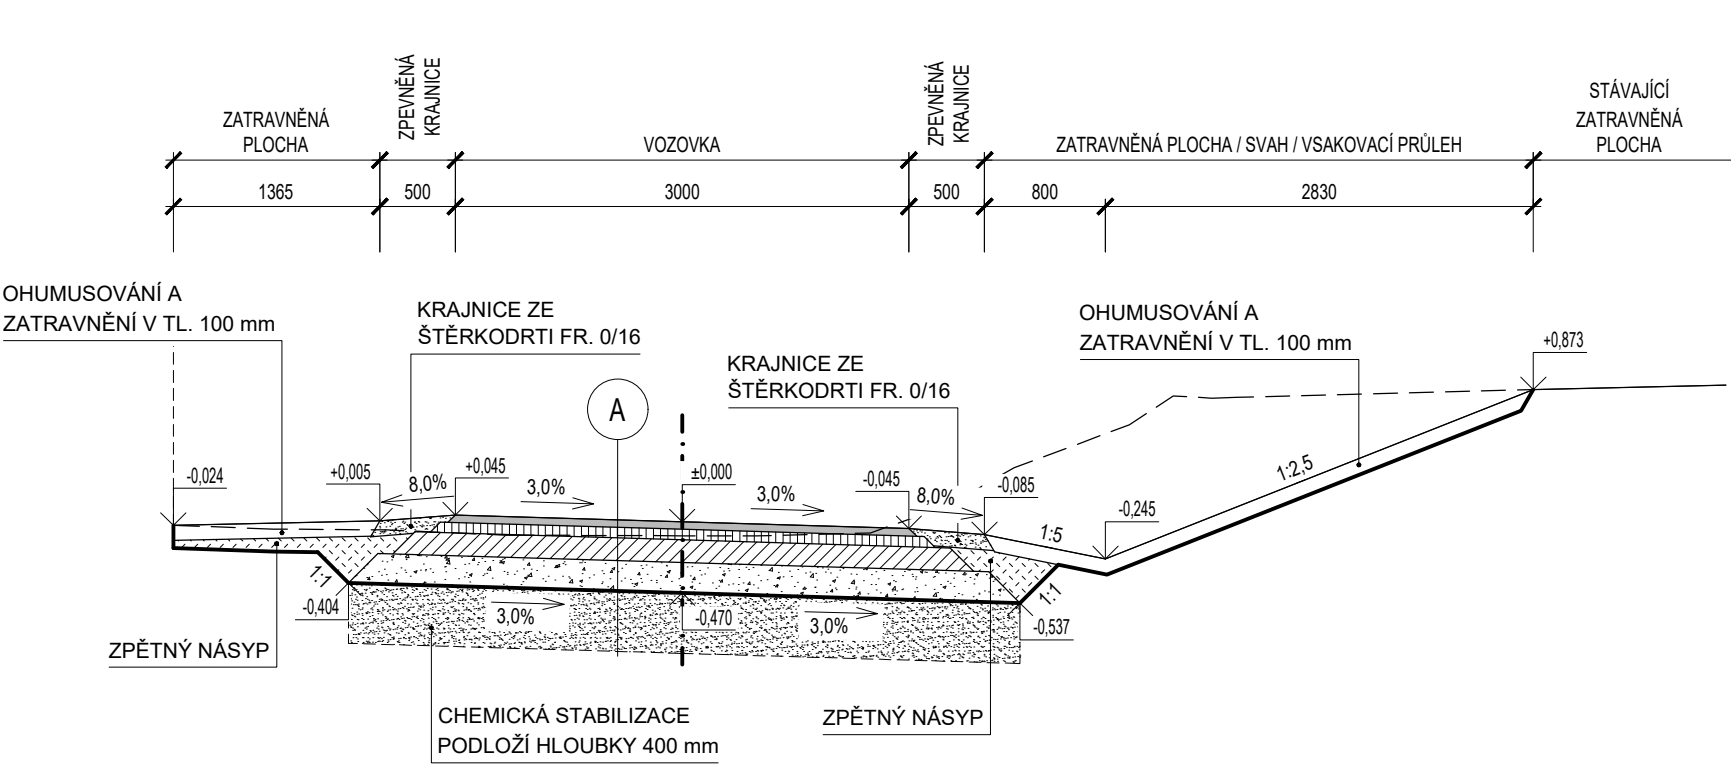 ZATRAVNĚNÁ
PLOCHA
ZPEVNĚNÁ
KRAJNICE
VOZOVKA
ZPEVNĚNÁ
KRAJNICE
ZATRAVNĚNÁ PLOCHA / SVAH / VSAKOVACÍ PRŮLEH
STÁVAJÍCÍ
ZATRAVNĚNÁ
PLOCHA
1365
500
3000
500
800
2830
OHUMUSOVÁNÍ A
ZATRAVNĚNÍ V TL. 100 mm
KRAJNICE ZE
ŠTĚRKODRTI FR. 0/16
KRAJNICE ZE
ŠTĚRKODRTI FR. 0/16
OHUMUSOVÁNÍ A
ZATRAVNĚNÍ V TL. 100 mm
+0,873
A
-0,024
+0,005
8,0%
+0,045
3,0%
±0,000
3,0%
-0,045
8,0%
-0,085
1:5
-0,245
1:2,5
1:1
-0,404
3,0%
-0,470
3,0%
1:1
-0,537
ZPĚTNÝ NÁSYP
CHEMICKÁ STABILIZACE
PODLOŽÍ HLOUBKY 400 mm
ZPĚTNÝ NÁSYP